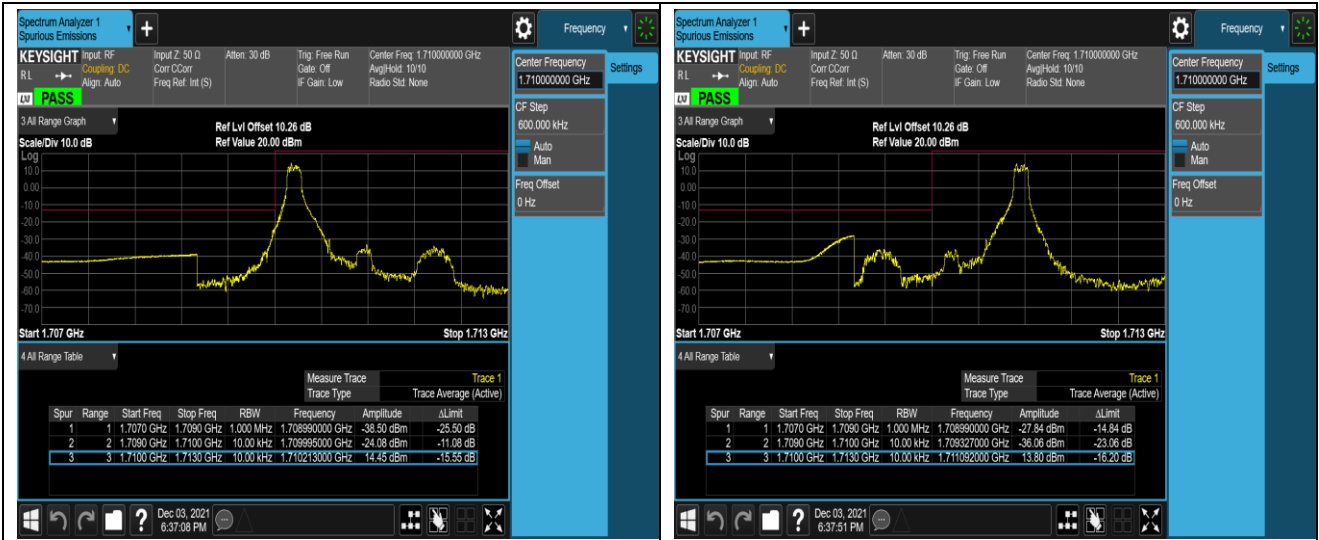 Spectrum Analyzer 1
Spurious Emissions
+
Frequency
KEYSIGHT Input: RF Input Z: 50 Ω Atten: 30 dB Trig: Free Run Center Freq: 1.710000000 GHz
Coupling: DC Corr CCorr Gate: Off Avg|Hold: 10/10
R L Align: Auto Freq Ref: Int (S) IF Gain: Low Radio Std: None
PASS
Center Frequency
1.710000000 GHz
Settings
CF Step
600.000 kHz
Auto
Man
Freq Offset
0 Hz
3 All Range Graph
Ref Lvl Offset 10.26 dB
Scale/Div 10.0 dB Ref Value 20.00 dBm
Log
10.0
0.00
-10.0
-20.0
-30.0
-40.0
-50.0
-60.0
-70.0
Start 1.707 GHz Stop 1.713 GHz
4 All Range Table
Measure Trace Trace 1
Trace Type Trace Average (Active)
Spur Range Start Freq Stop Freq RBW Frequency Amplitude ΔLimit
1 1 1.7070 GHz 1.7090 GHz 1.000 MHz 1.708990000 GHz -38.50 dBm -25.50 dB
2 2 1.7090 GHz 1.7100 GHz 10.00 kHz 1.709995000 GHz -24.08 dBm -11.08 dB
3 3 1.7100 GHz 1.7130 GHz 10.00 kHz 1.710213000 GHz 14.45 dBm -15.55 dB
?
Dec 03, 2021
6:37:08 PM
Spectrum Analyzer 1
Spurious Emissions
+
Frequency
KEYSIGHT Input: RF Input Z: 50 Ω Atten: 30 dB Trig: Free Run Center Freq: 1.710000000 GHz
Coupling: DC Corr CCorr Gate: Off Avg|Hold: 10/10
R L Align: Auto Freq Ref: Int (S) IF Gain: Low Radio Std: None
PASS
Center Frequency
1.710000000 GHz
Settings
CF Step
600.000 kHz
Auto
Man
Freq Offset
0 Hz
3 All Range Graph
Ref Lvl Offset 10.26 dB
Scale/Div 10.0 dB Ref Value 20.00 dBm
Log
10.0
0.00
-10.0
-20.0
-30.0
-40.0
-50.0
-60.0
-70.0
Start 1.707 GHz Stop 1.713 GHz
4 All Range Table
Measure Trace Trace 1
Trace Type Trace Average (Active)
Spur Range Start Freq Stop Freq RBW Frequency Amplitude ΔLimit
1 1 1.7070 GHz 1.7090 GHz 1.000 MHz 1.708990000 GHz -27.84 dBm -14.84 dB
2 2 1.7090 GHz 1.7100 GHz 10.00 kHz 1.709327000 GHz -36.06 dBm -23.06 dB
3 3 1.7100 GHz 1.7130 GHz 10.00 kHz 1.711092000 GHz 13.80 dBm -16.20 dB
?
Dec 03, 2021
6:37:51 PM